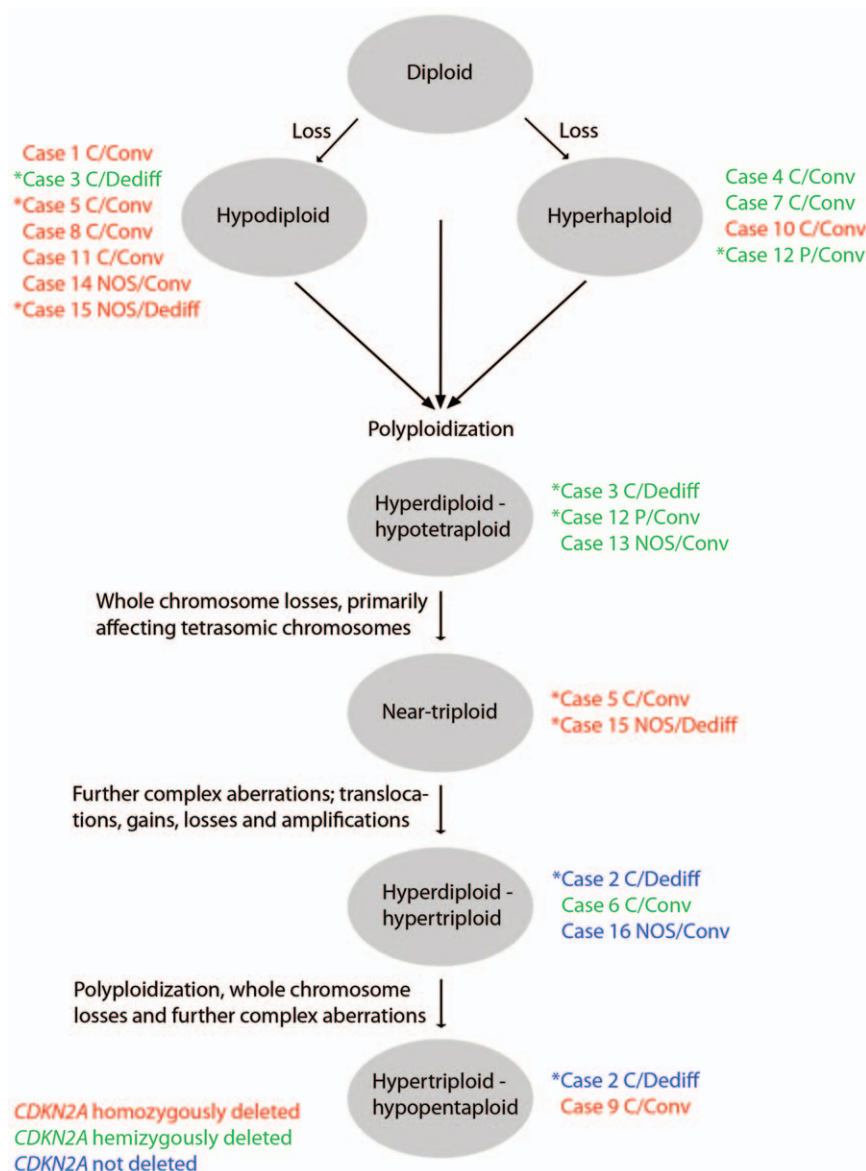 Diploid
Loss
Loss
Case 1 C/Conv
*Case 3 C/Dediff
*Case 5 C/Conv
Case 8 C/Conv
Case 11 C/Conv
Case 14 NOS/Conv
*Case 15 NOS/Dediff
Hypodiploid
Hyperhaploid
Case 4 C/Conv
Case 7 C/Conv
Case 10 C/Conv
*Case 12 P/Conv
Polyploidization
Hyperdiploid -
hypotetraploid
*Case 3 C/Dediff
*Case 12 P/Conv
Case 13 NOS/Conv
Whole chromosome losses, primarily
affecting tetrasomic chromosomes
Near-triploid
*Case 5 C/Conv
*Case 15 NOS/Dediff
Further complex aberrations; transloca-
tions, gains, losses and amplifications
Hyperdiploid -
hypertriploid
*Case 2 C/Dediff
Case 6 C/Conv
Case 16 NOS/Conv
Polyploidization, whole chromosome
losses and further complex aberrations
Hypertriploid -
hypopentaploid
*Case 2 C/Dediff
Case 9 C/Conv
CDKN2A homozygously deleted
CDKN2A hemizygously deleted
CDKN2A not deleted